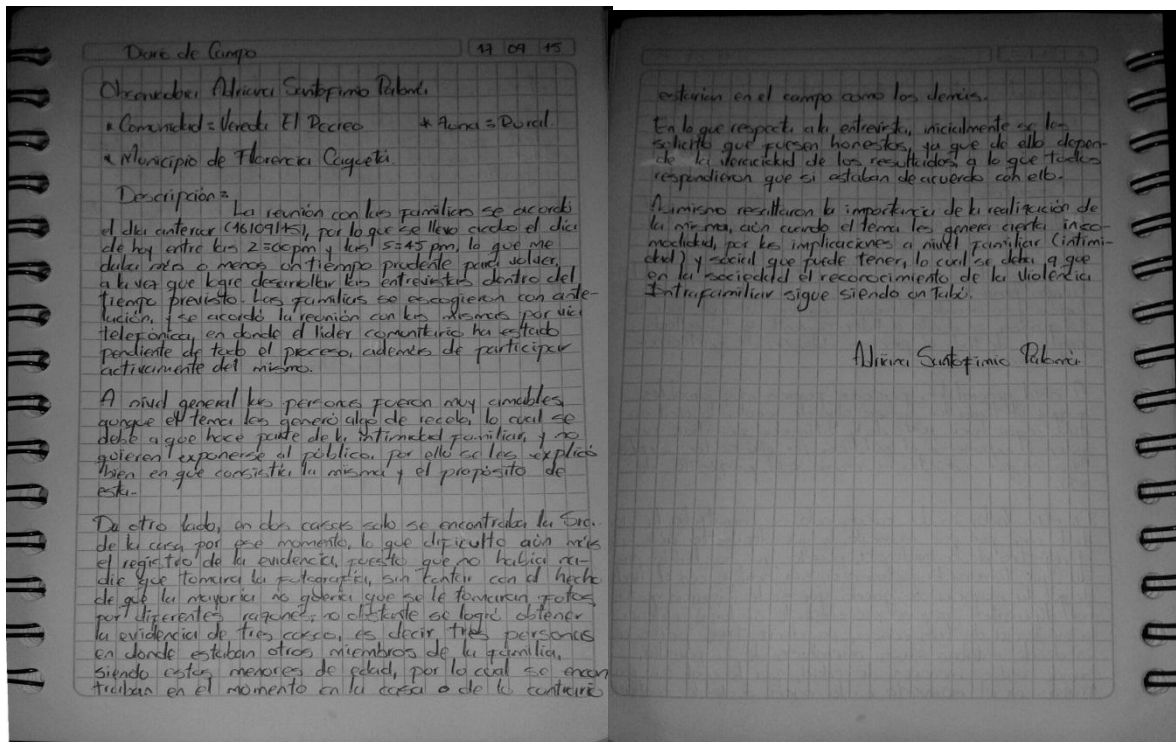 Diario de Campo 17 09 15
Observador: Adriana Santofimio Palomá.
* Comunidad = Vereda El Recreo * Zona = Rural.
* Municipio de Florencia Caquetá.
Descripción =
La reunión con las familias se acordó
el día anterior (16/09/15), por lo que se llevo acabo el día
de hoy entre las 2=00pm y las 5=45 pm, lo que me
daba más o menos un tiempo prudente para volver,
a la vez que logre desarrollar las entrevistas dentro del
tiempo previsto. Las familias se escogieron con ante-
lación, y se acordó la reunión con las mismas por vía
telefónica, en donde el líder comunitario ha estado
pendiente de todo el proceso, además de participar
activamente del mismo.
A nivel general las personas fueron muy amables
aunque el tema les generó algo de recelo, lo cual se
debe a que hace parte de la intimidad familiar, y no
quieren exponerse al público, por ello se les explicó
bien en qué consistía la misma y el propósito de
esta.
De otro lado, en dos casas solo se encontraba la Sra.
de la casa por ese momento, lo que dificulto aún más
el registro de la evidencia, puesto que no había na-
die que tomara la fotografía, sin contar con el hecho
de que la mayoría no quería que se le tomaran fotos
por diferentes razones, no obstante se logró obtener
la evidencia de tres casos, es decir, tres personas
en donde estaban otros miembros de la familia,
siendo estos menores de edad, por lo cual se encon
traban en el momento en la casa o de lo contrario
estarían en el campo como los demás.
En lo que respecta a la entrevista, inicialmente se les
solicitó que fuesen honestos, ya que de ello depen-
de la veracidad de los resultados, a lo que todos
respondieron que si estaban de acuerdo con ello.
Asimismo resaltaron la importancia de la realización de
la misma, aún cuando el tema les genera cierta inco-
modidad, por las implicaciones a nivel familiar (intimi-
dad) y social que puede tener, lo cual se debe a que
en la sociedad el reconocimiento de la Violencia
Intrafamiliar sigue siendo un Tabú.
Adriana Santofimio Palomá